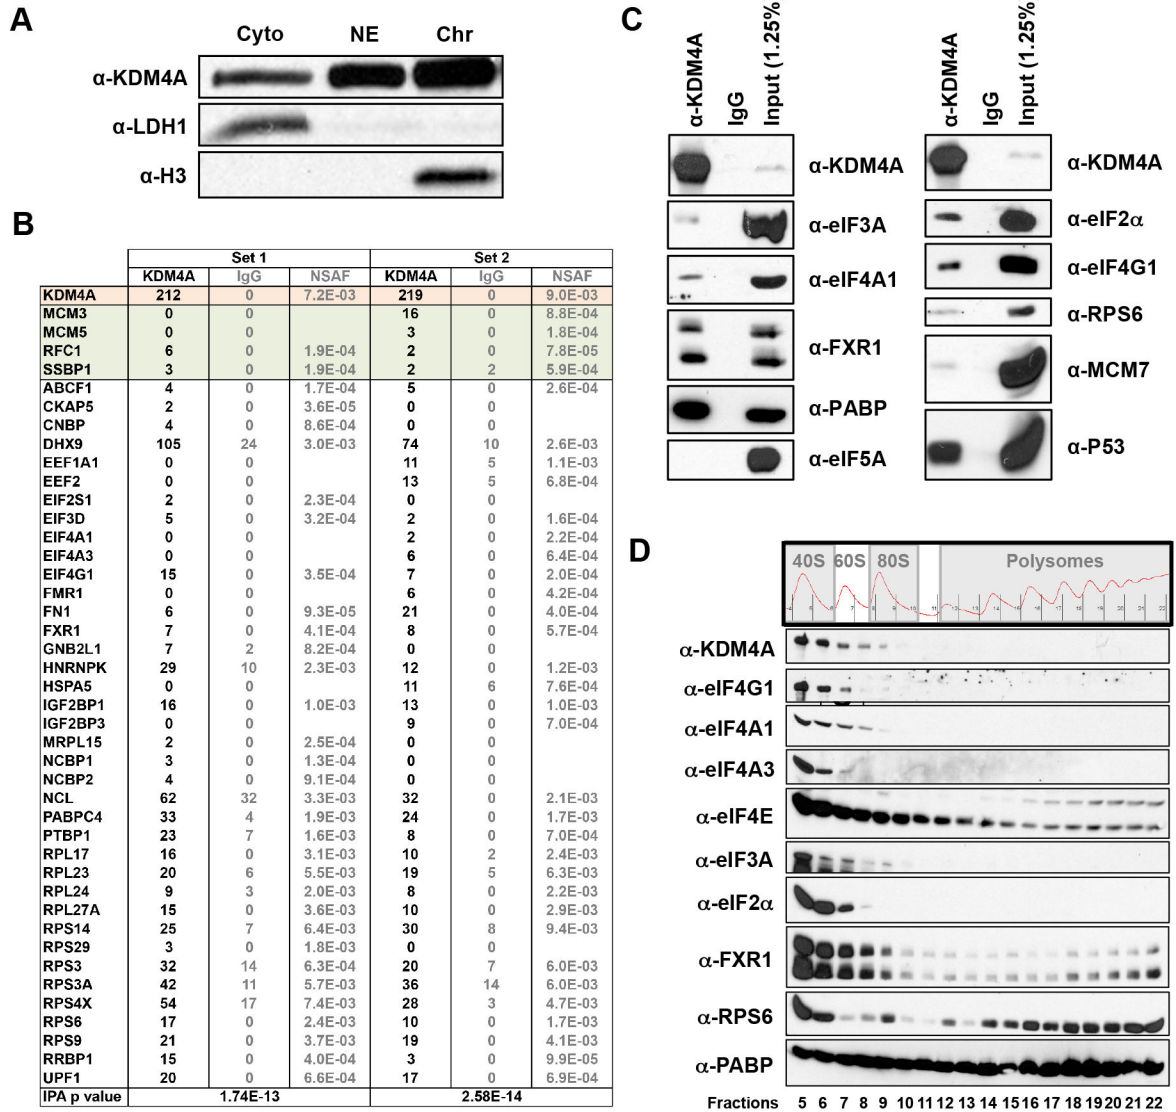 A
Cyto NE Chr
α-KDM4A
α-LDH1
α-H3
B
Set 1 Set 2
KDM4A IgG NSAF KDM4A IgG NSAF
KDM4A 212 0 7.2E-03 219 0 9.0E-03
MCM3 0 0 16 0 8.8E-04
MCM5 0 0 3 0 1.8E-04
RFC1 6 0 1.9E-04 2 0 7.8E-05
SSBP1 3 0 1.9E-04 2 2 5.9E-04
ABCF1 4 0 1.7E-04 5 0 2.6E-04
CKAP5 2 0 3.6E-05 0 0
CNBP 4 0 8.6E-04 0 0
DHX9 105 24 3.0E-03 74 10 2.6E-03
EEF1A1 0 0 11 5 1.1E-03
EEF2 0 0 13 5 6.8E-04
EIF2S1 2 0 2.3E-04 0 0
EIF3D 5 0 3.2E-04 2 0 1.6E-04
EIF4A1 0 0 2 0 2.2E-04
EIF4A3 0 0 6 0 6.4E-04
EIF4G1 15 0 3.5E-04 7 0 2.0E-04
FMR1 0 0 6 0 4.2E-04
FN1 6 0 9.3E-05 21 0 4.0E-04
FXR1 7 0 4.1E-04 8 0 5.7E-04
GNB2L1 7 2 8.2E-04 0 0
HNRNPK 29 10 2.3E-03 12 0 1.2E-03
HSPA5 0 0 11 6 7.6E-04
IGF2BP1 16 0 1.0E-03 13 0 1.0E-03
IGF2BP3 0 0 9 0 7.0E-04
MRPL15 2 0 2.5E-04 0 0
NCBP1 3 0 1.3E-04 0 0
NCBP2 4 0 9.1E-04 0 0
NCL 62 32 3.3E-03 32 0 2.1E-03
PABPC4 33 4 1.9E-03 24 0 1.7E-03
PTBP1 23 7 1.6E-03 8 0 7.0E-04
RPL17 16 0 3.1E-03 10 2 2.4E-03
RPL23 20 6 5.5E-03 19 5 6.3E-03
RPL24 9 3 2.0E-03 8 0 2.2E-03
RPL27A 15 0 3.6E-03 10 0 2.9E-03
RPS14 25 7 6.4E-03 30 8 9.4E-03
RPS29 3 0 1.8E-03 0 0
RPS3 32 14 6.3E-04 20 7 6.0E-03
RPS3A 42 11 5.7E-03 36 14 6.0E-03
RPS4X 54 17 7.4E-03 28 3 4.7E-03
RPS6 17 0 2.4E-03 10 0 1.7E-03
RPS9 21 0 3.7E-03 19 0 4.1E-03
RRBP1 15 0 4.0E-04 3 0 9.9E-05
UPF1 20 0 6.6E-04 17 0 6.9E-04
IPA p value 1.74E-13 2.58E-14
C
α-KDM4A
IgG
Input (1.25%
α-KDM4A
α-eIF3A
α-eIF4A1
α-FXR1
α-PABP
α-eIF5A
α-KDM4A
IgG
Input (1.25%
α-KDM4A
α-eIF2α
α-eIF4G1
α-RPS6
α-MCM7
α-P53
D
40S 60S 80S Polysomes
α-KDM4A
α-eIF4G1
α-eIF4A1
α-eIF4A3
α-eIF4E
α-eIF3A
α-eIF2α
α-FXR1
α-RPS6
α-PABP
Fractions 5 6 7 8 9 10 11 12 13 14 15 16 17 18 19 20 21 22